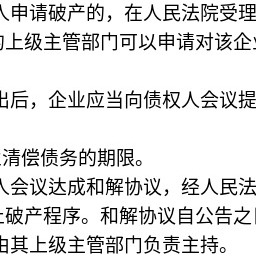 人申请破产的，在人民法院受理
的上级主管部门可以申请对该企
出后，企业应当向债权人会议提
清偿债务的期限。
人会议达成和解协议，经人民法
止破产程序。和解协议自公告之日
由其上级主管部门负责主持。